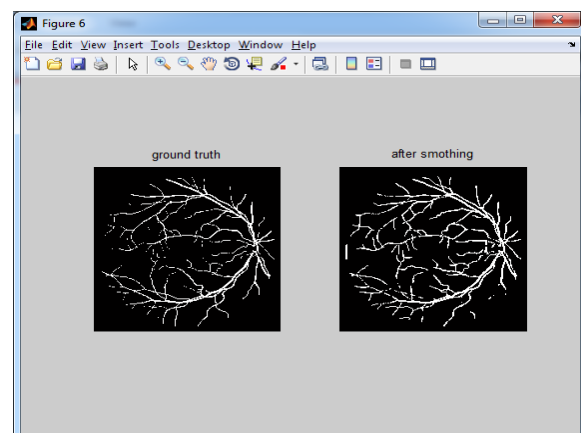 Figure 6
File Edit View Insert Tools Desktop Window Help
ground truth
after smothing